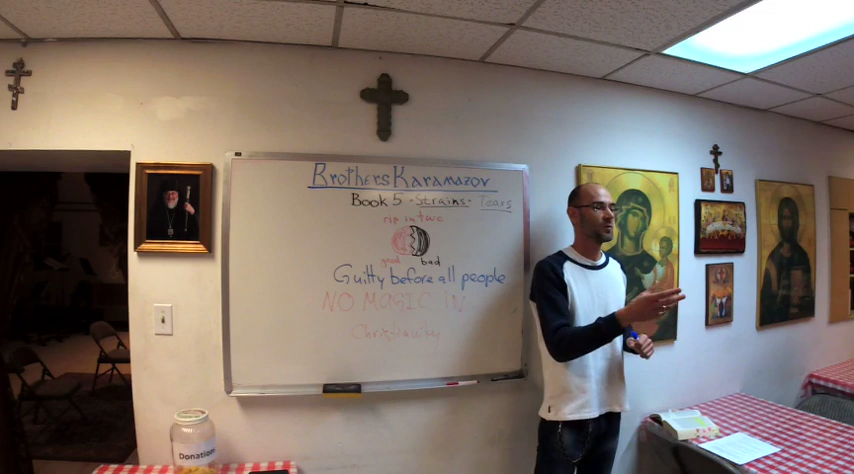 Brothers Karamazov
Book 5 · Strains · Tears
rip in two
good bad
Guilty before all people
NO MAGIC IN
Christianity
Donations